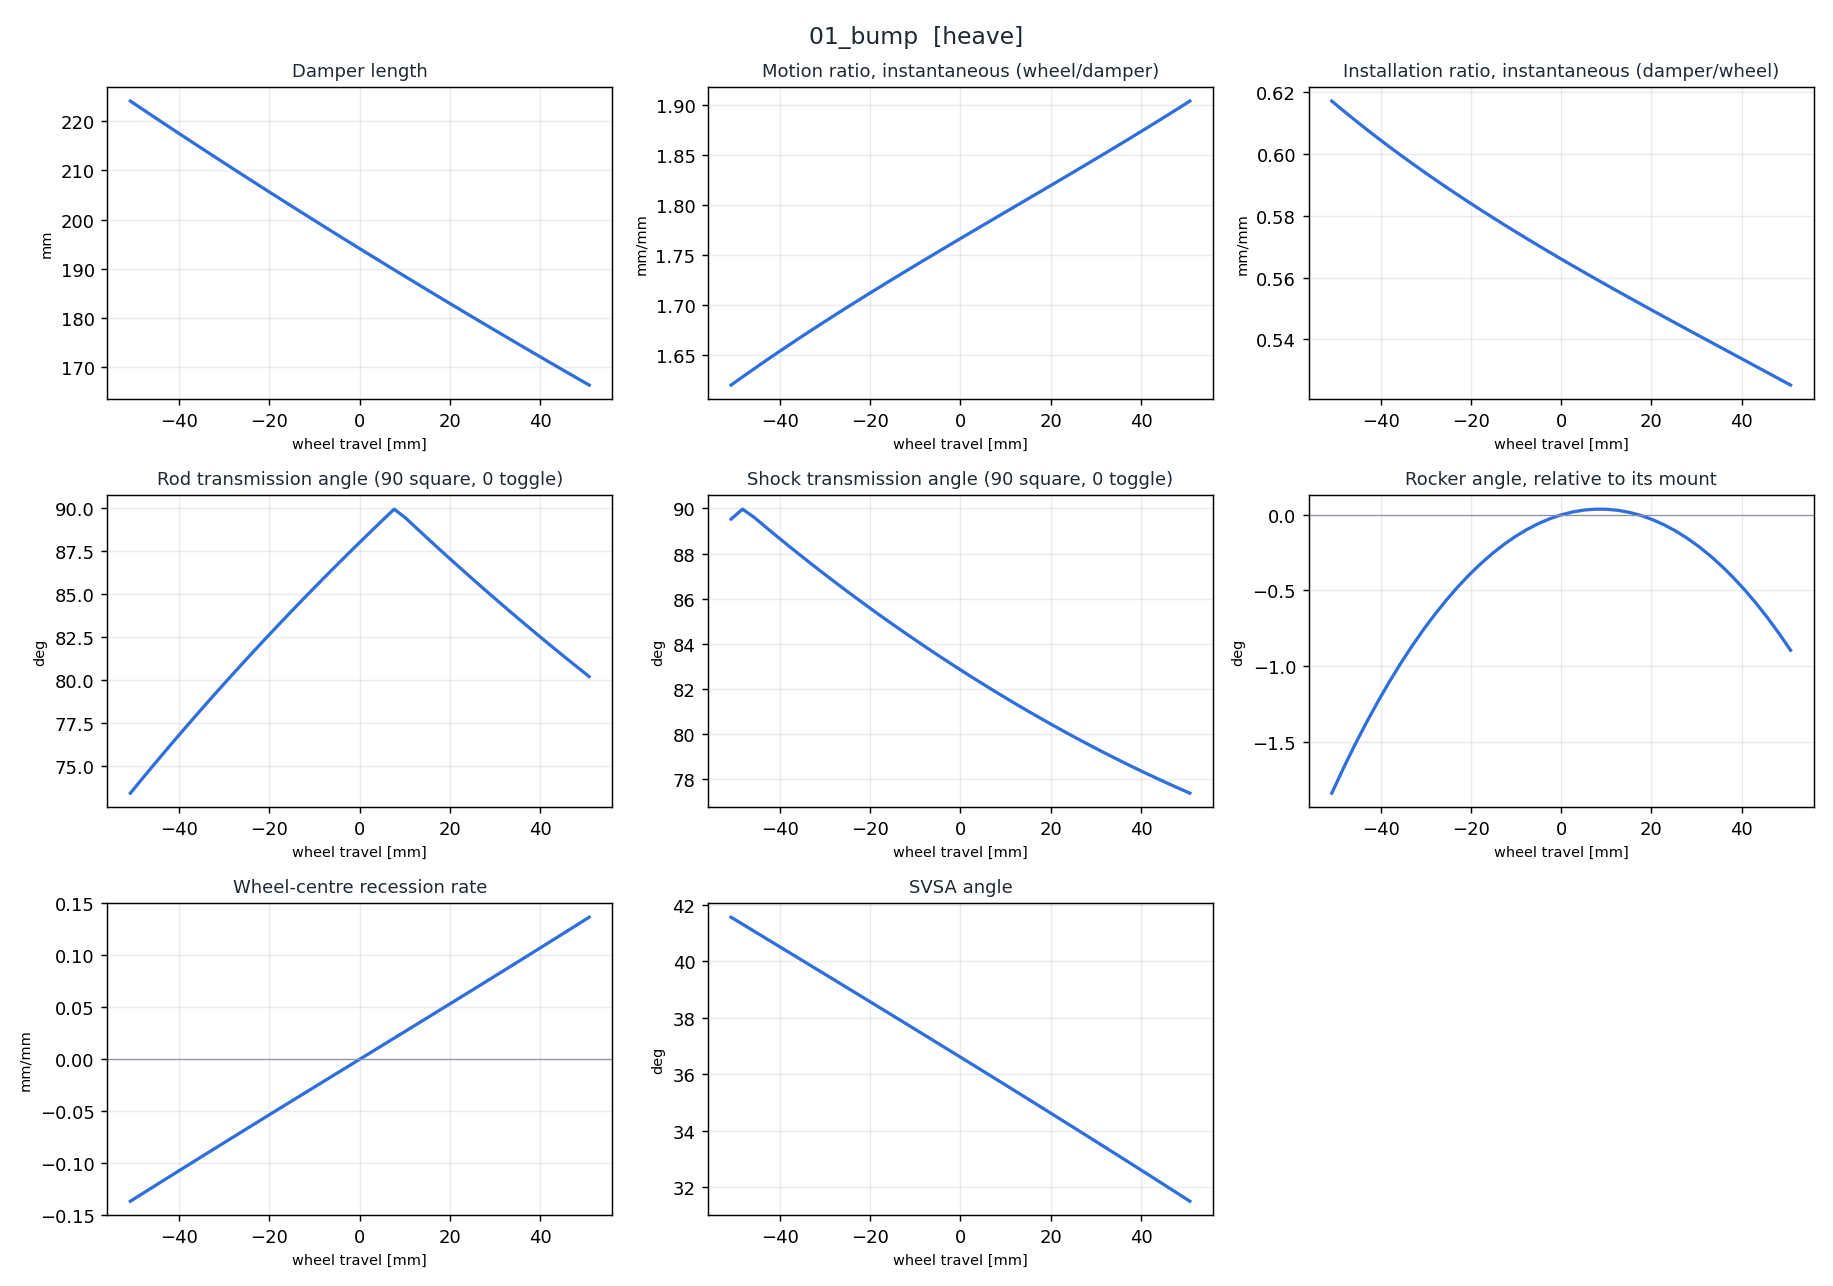 01_bump  [heave]
Damper length
Motion ratio, instantaneous (wheel/damper)
Installation ratio, instantaneous (damper/wheel)
mm
220
210
200
190
180
170
−40 −20 0 20 40
wheel travel [mm]
mm/mm
1.90
1.85
1.80
1.75
1.70
1.65
−40 −20 0 20 40
wheel travel [mm]
mm/mm
0.62
0.60
0.58
0.56
0.54
−40 −20 0 20 40
wheel travel [mm]
Rod transmission angle (90 square, 0 toggle)
Shock transmission angle (90 square, 0 toggle)
Rocker angle, relative to its mount
deg
90.0
87.5
85.0
82.5
80.0
77.5
75.0
−40 −20 0 20 40
wheel travel [mm]
deg
90
88
86
84
82
80
78
−40 −20 0 20 40
wheel travel [mm]
deg
0.0
−0.5
−1.0
−1.5
−40 −20 0 20 40
wheel travel [mm]
Wheel-centre recession rate
SVSA angle
mm/mm
0.15
0.10
0.05
0.00
−0.05
−0.10
−0.15
−40 −20 0 20 40
wheel travel [mm]
deg
42
40
38
36
34
32
−40 −20 0 20 40
wheel travel [mm]